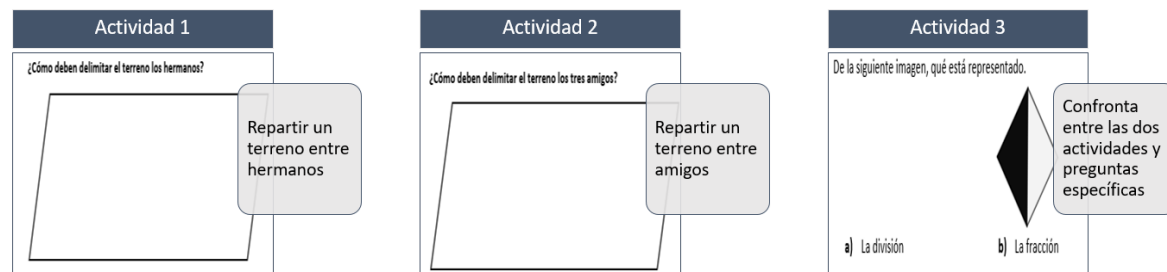 Actividad 1
¿Cómo deben delimitar el terreno los hermanos?
Repartir un
terreno entre
hermanos
Actividad 2
¿Cómo deben delimitar el terreno los tres amigos?
Repartir un
terreno entre
amigos
Actividad 3
De la siguiente imagen, qué está representado.
Confronta
entre las dos
actividades y
preguntas
específicas
a) La división
b) La fracción